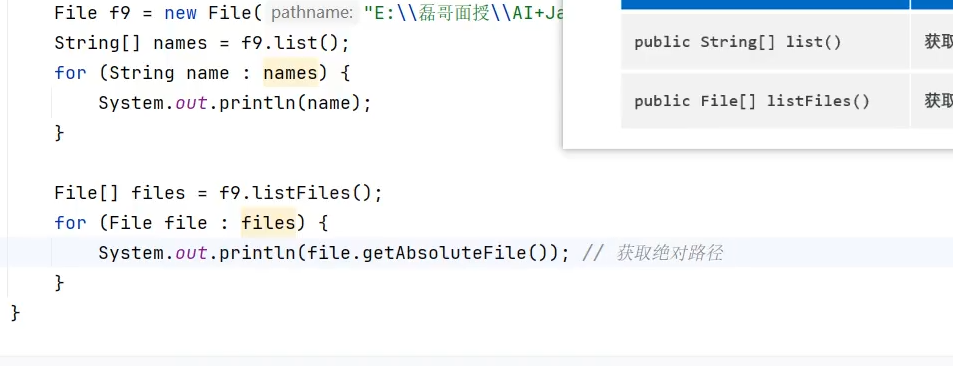 File f9 = new File( pathname: "E:\\磊哥面授\\AI+Ja
String[] names = f9.list();
for (String name : names) {
System.out.println(name);
}
File[] files = f9.listFiles();
for (File file : files) {
System.out.println(file.getAbsoluteFile()); // 获取绝对路径
}
}
public String[] list() 获取
public File[] listFiles() 获取